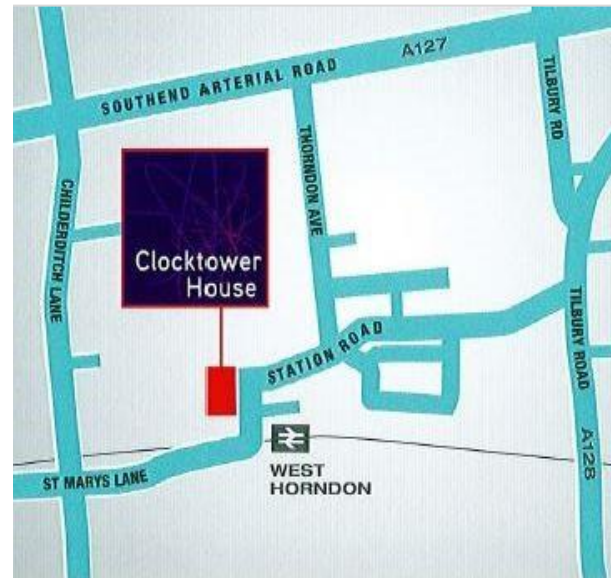 A127
SOUTHEND ARTERIAL ROAD
TILBURY RD
THORNDON AVE
CHILDERDITCH LANE
Clocktower
House
TILBURY ROAD
STATION ROAD
A128
WEST
HORNDON
ST MARYS LANE